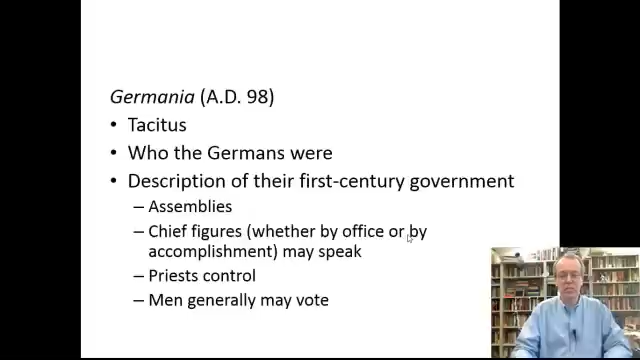 Germania (A.D. 98)
• Tacitus
• Who the Germans were
• Description of their first-century government
– Assemblies
– Chief figures (whether by office or by
accomplishment) may speak
– Priests control
– Men generally may vote